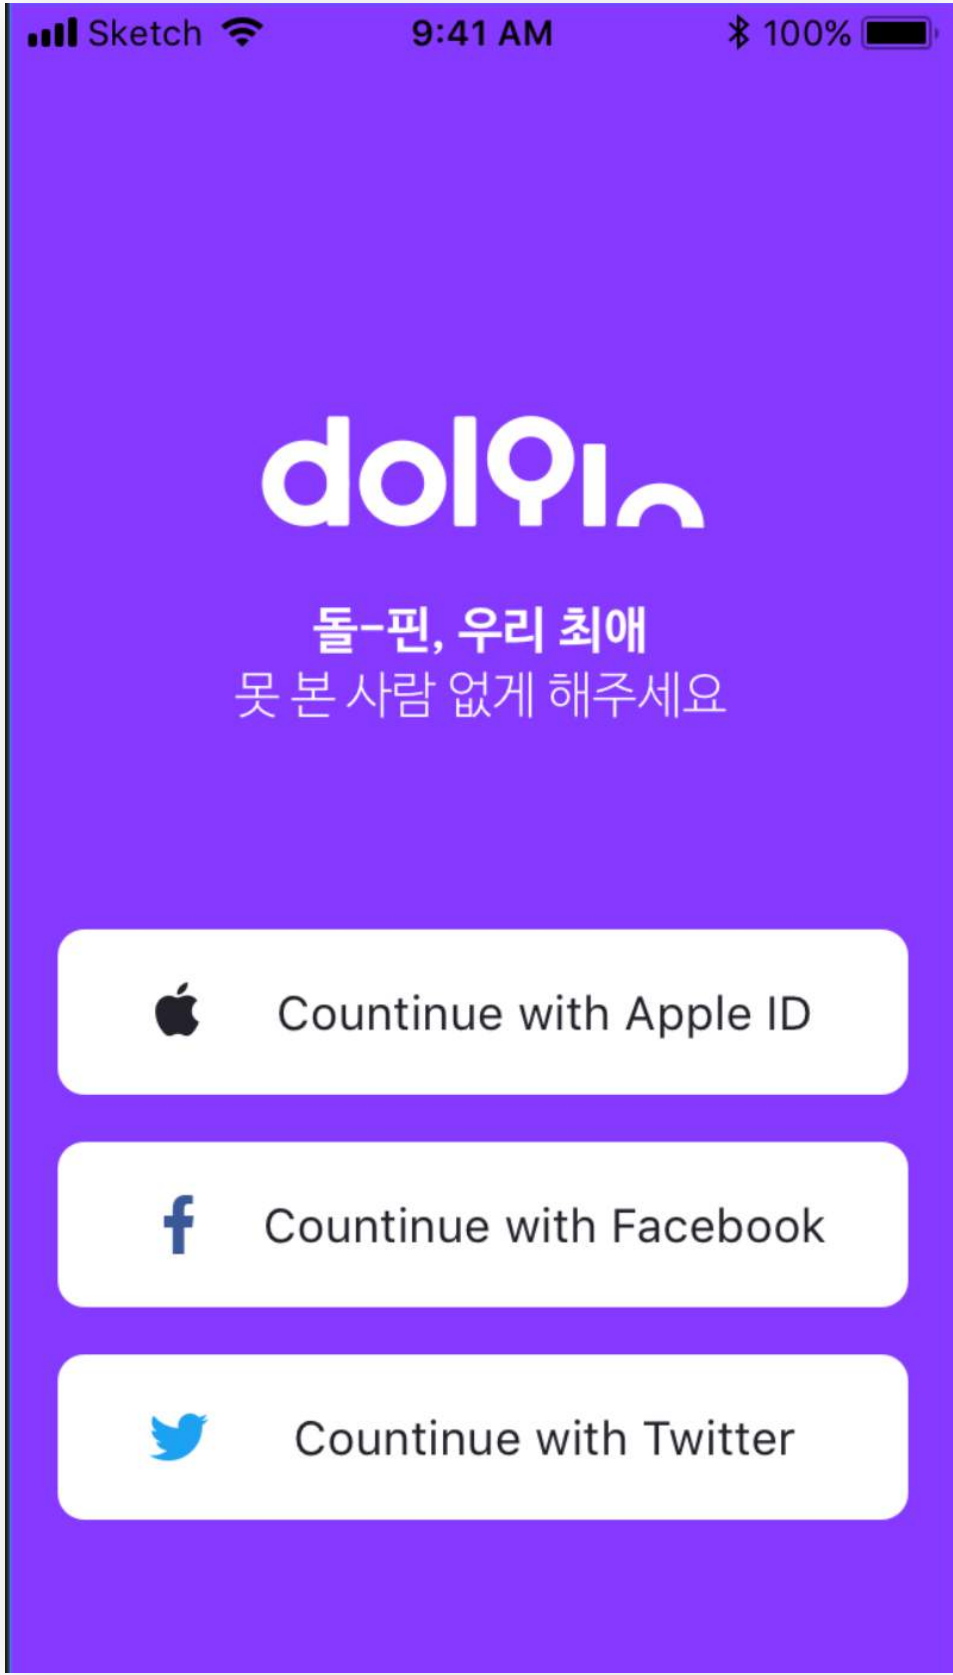 Sketch 9:41 AM 100%
dolφin
돌-핀, 우리 최애
못 본 사람 없게 해주세요
Countinue with Apple ID
Countinue with Facebook
Countinue with Twitter